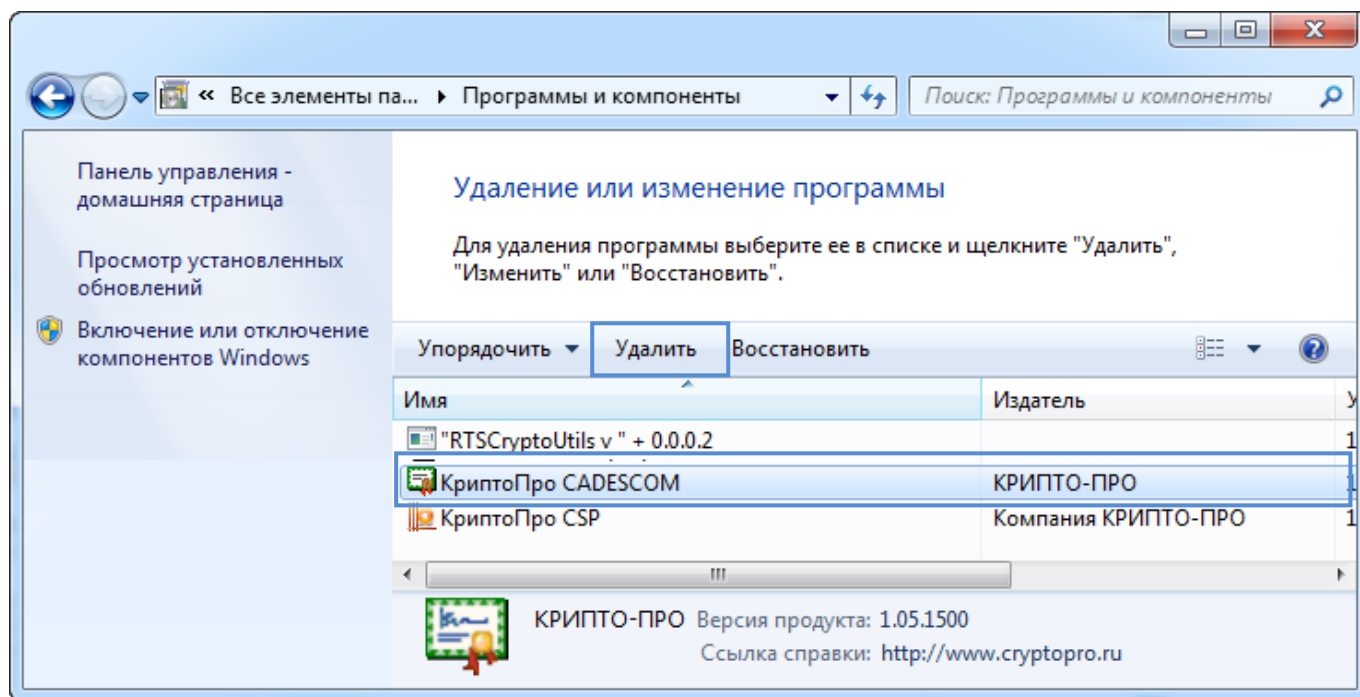 « Все элементы па... Программы и компоненты Поиск: Программы и компоненты
Панель управления -
домашняя страница
Просмотр установленных
обновлений
Включение или отключение
компонентов Windows
Удаление или изменение программы
Для удаления программы выберите ее в списке и щелкните "Удалить",
"Изменить" или "Восстановить".
Упорядочить Удалить Восстановить
Имя Издатель У
"RTSCryptoUtils v " + 0.0.0.2 1
КриптоПро CADESCOM КРИПТО-ПРО 1
КриптоПро CSP Компания КРИПТО-ПРО 1
КРИПТО-ПРО Версия продукта: 1.05.1500
Ссылка справки: http://www.cryptopro.ru